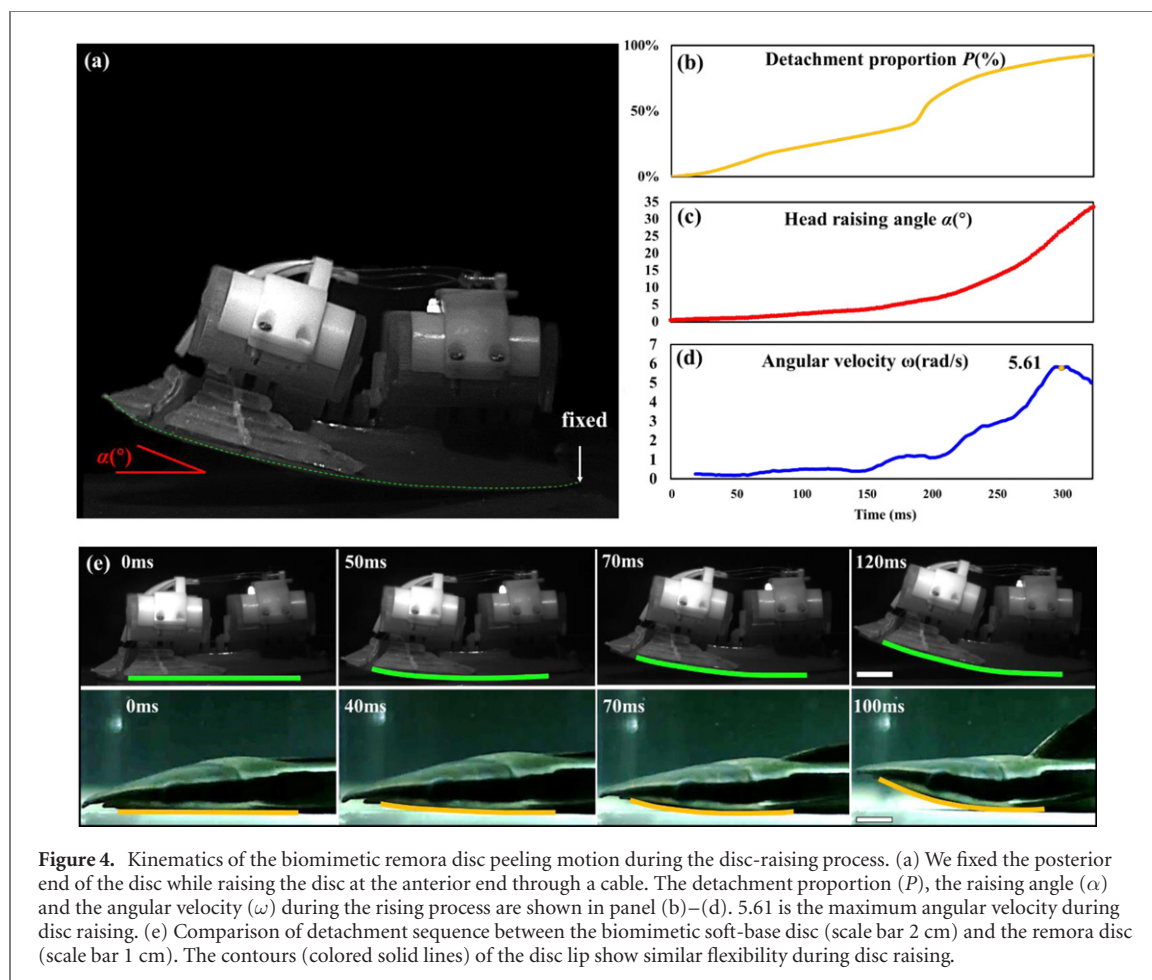 (a)
fixed
α(°)
(b)
Detachment proportion P(%)
100%
50%
0%
(c)
Head raising angle α(°)
35
30
25
20
15
10
5
0
(d)
Angular velocity ω(rad/s)
5.61
7
6
5
4
3
2
1
0
0 50 100 150 200 250 300
Time (ms)
(e)
0ms
50ms
70ms
120ms
0ms
40ms
70ms
100ms
Figure 4. Kinematics of the biomimetic remora disc peeling motion during the disc-raising process. (a) We fixed the posterior
end of the disc while raising the disc at the anterior end through a cable. The detachment proportion (P), the raising angle (α)
and the angular velocity (ω) during the rising process are shown in panel (b)–(d). 5.61 is the maximum angular velocity during
disc raising. (e) Comparison of detachment sequence between the biomimetic soft-base disc (scale bar 2 cm) and the remora disc
(scale bar 1 cm). The contours (colored solid lines) of the disc lip show similar flexibility during disc raising.